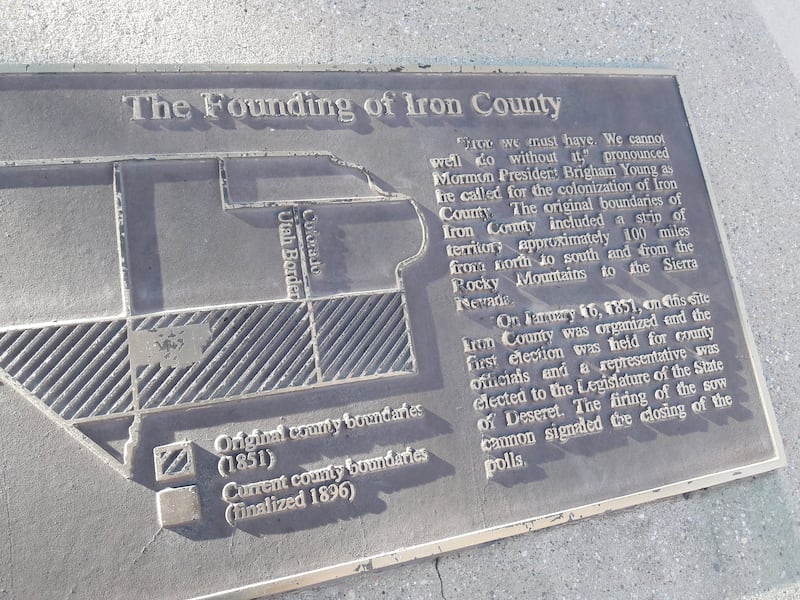 The Founding of Iron County
"Iron we must have. We cannot
well do without it," pronounced
Mormon President Brigham Young as
he called for the colonization of Iron
County. The original boundaries of
Iron County included a strip of
territory approximately 100 miles
from north to south and from the
Rocky Mountains to the Sierra
Nevada.
On January 16, 1851, on this site
Iron County was organized and the
first election was held for county
officials and a representative was
elected to the Legislature of the State
of Deseret. The firing of the sow
cannon signaled the closing of the
polls.
Colorado
Utah Border
Original county boundaries
(1851)
Current county boundaries
(finalized 1896)